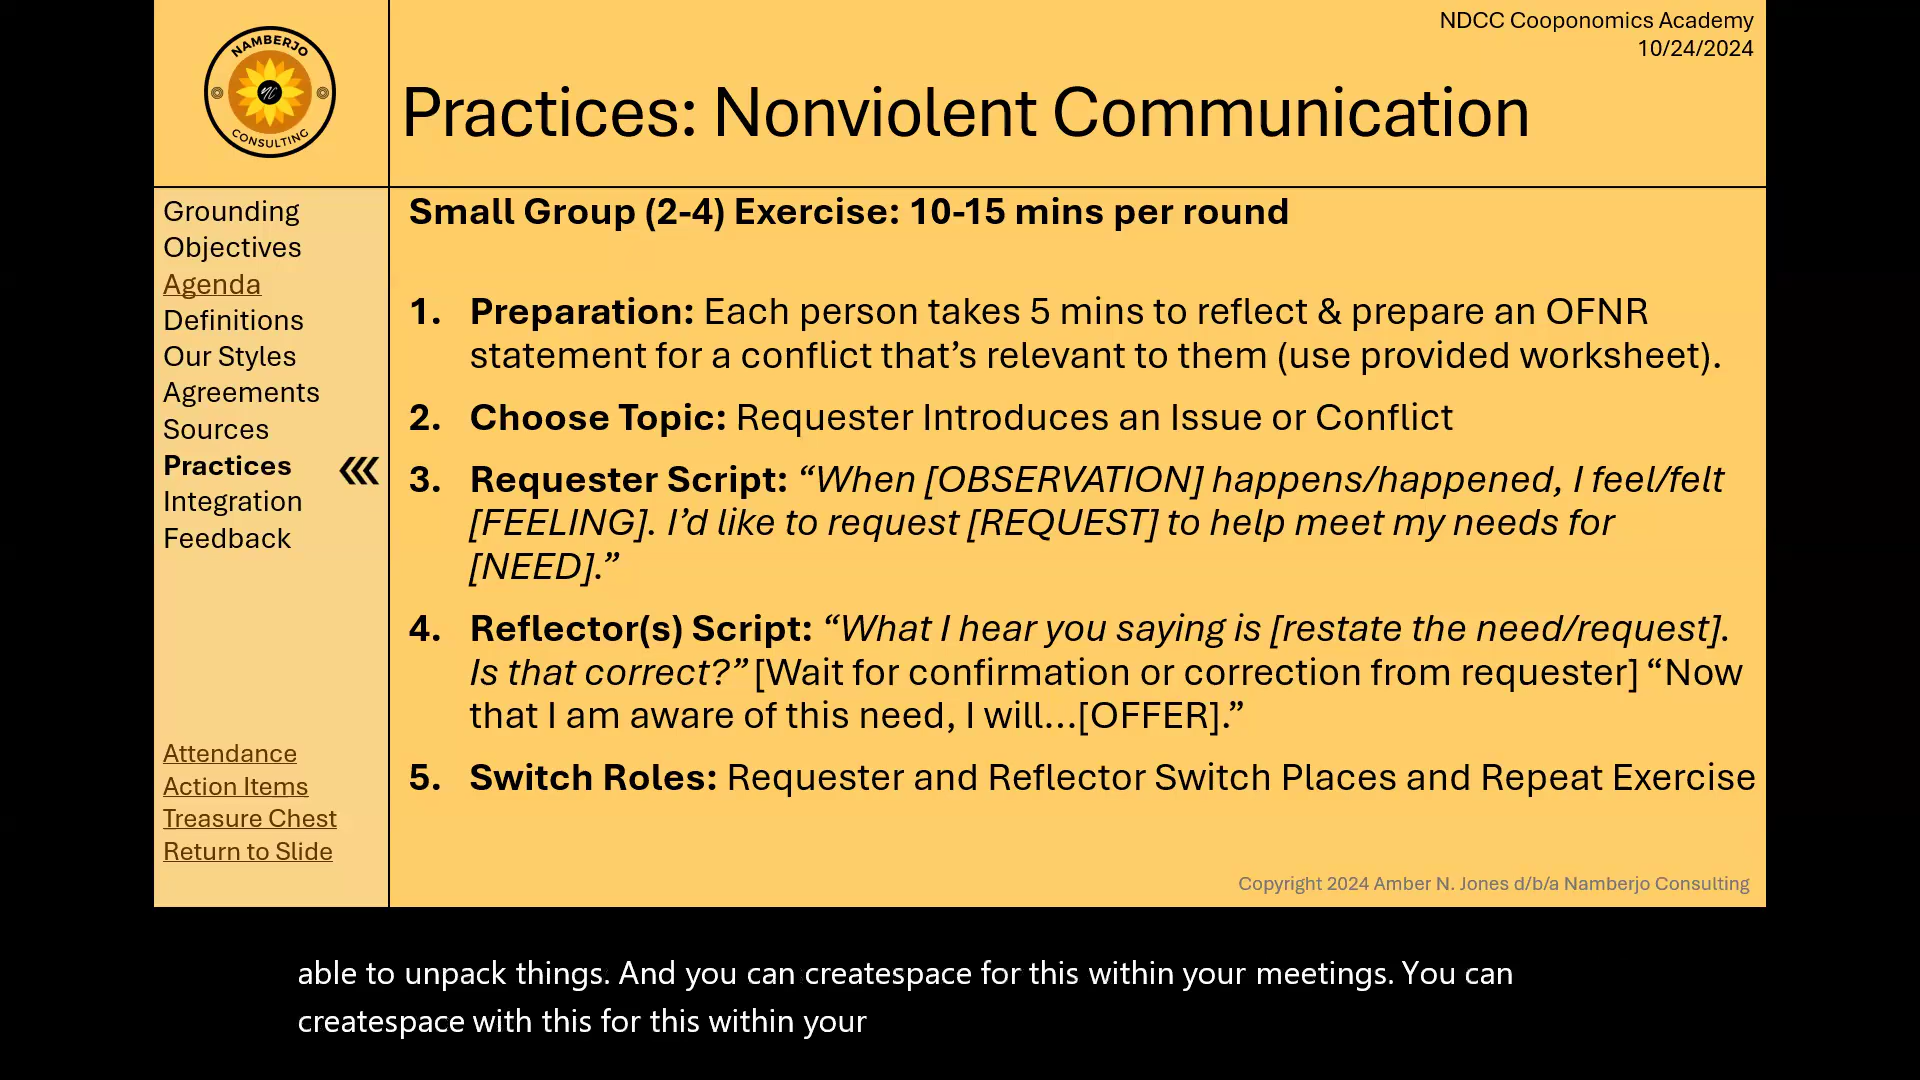 NAMBERJO
CONSULTING
NDCC Cooponomics Academy
10/24/2024
Practices: Nonviolent Communication
Grounding
Objectives
Agenda
Definitions
Our Styles
Agreements
Sources
Practices
Integration
Feedback
Attendance
Action Items
Treasure Chest
Return to Slide
Small Group (2-4) Exercise: 10-15 mins per round
1. Preparation: Each person takes 5 mins to reflect & prepare an OFNR
statement for a conflict that’s relevant to them (use provided worksheet).
2. Choose Topic: Requester Introduces an Issue or Conflict
3. Requester Script: “When [OBSERVATION] happens/happened, I feel/felt
[FEELING]. I’d like to request [REQUEST] to help meet my needs for
[NEED].”
4. Reflector(s) Script: “What I hear you saying is [restate the need/request].
Is that correct?” [Wait for confirmation or correction from requester] “Now
that I am aware of this need, I will...[OFFER].”
5. Switch Roles: Requester and Reflector Switch Places and Repeat Exercise
Copyright 2024 Amber N. Jones d/b/a Namberjo Consulting
able to unpack things. And you can createspace for this within your meetings. You can
createspace with this for this within your